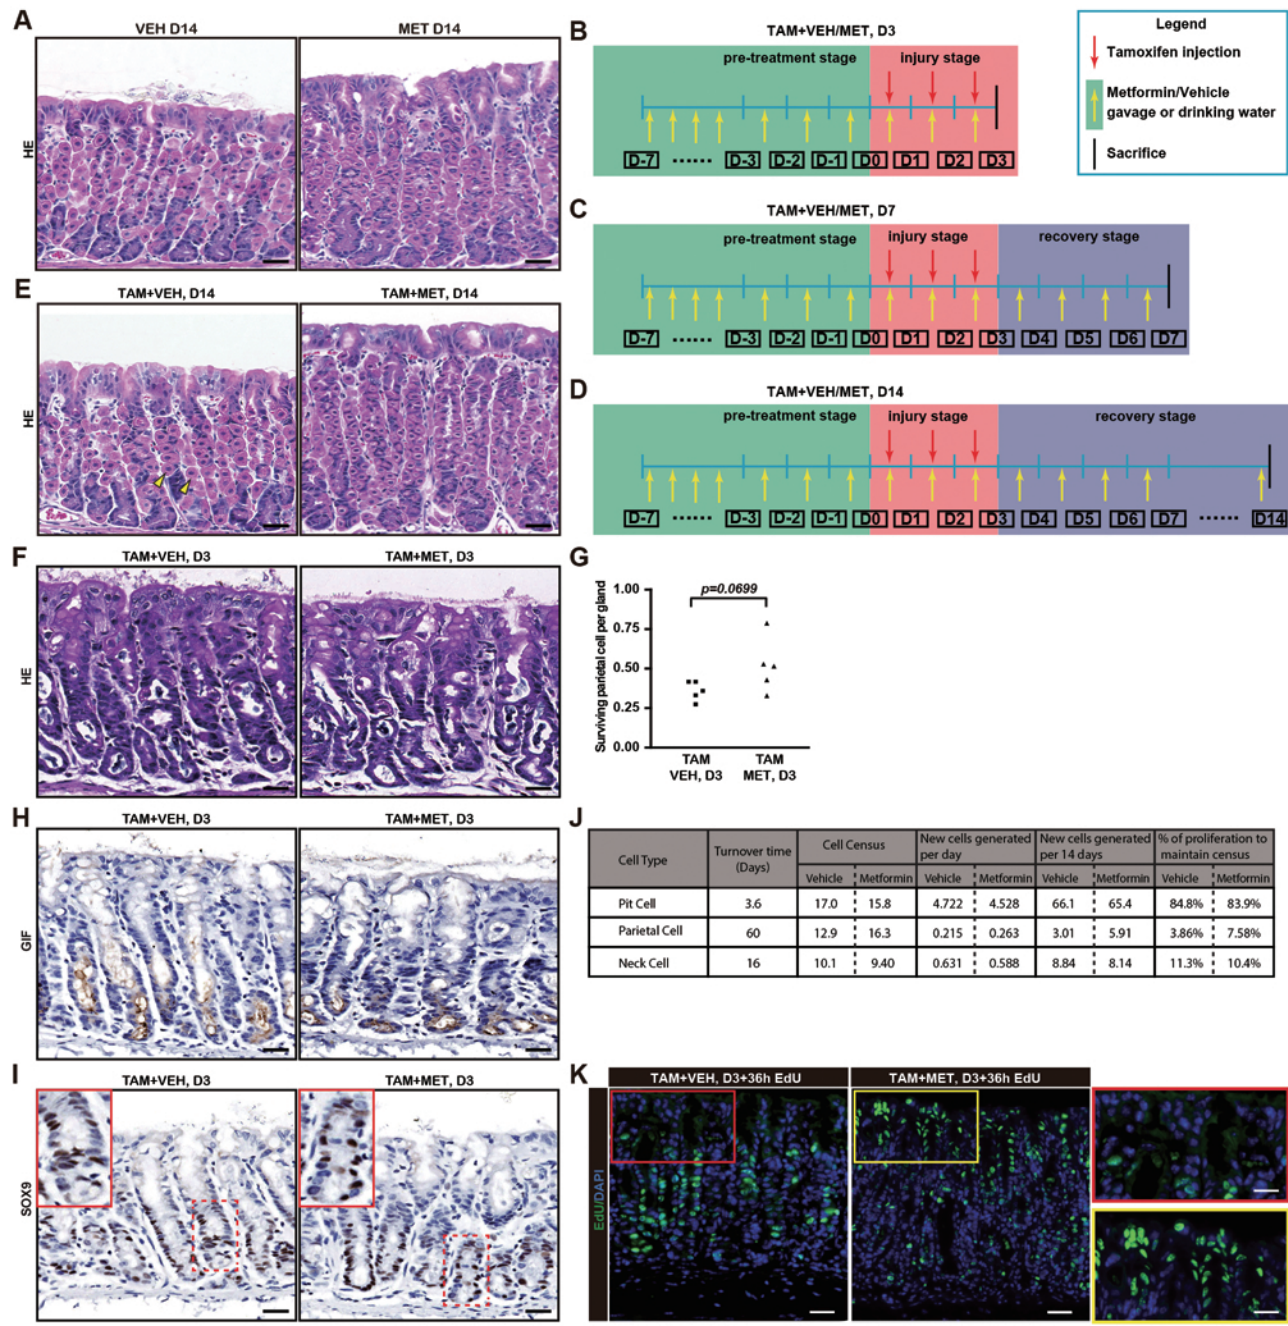 A
VEH D14
MET D14
HE
B
TAM+VEH/MET, D3
pre-treatment stage
injury stage
D-7 ······ D-3 D-2 D-1 D0 D1 D2 D3
Legend
Tamoxifen injection
Metformin/Vehicle
gavage or drinking water
Sacrifice
C
TAM+VEH/MET, D7
pre-treatment stage
injury stage
recovery stage
D-7 ······ D-3 D-2 D-1 D0 D1 D2 D3 D4 D5 D6 D7
D
TAM+VEH/MET, D14
pre-treatment stage
injury stage
recovery stage
D-7 ······ D-3 D-2 D-1 D0 D1 D2 D3 D4 D5 D6 D7 ······ D14
E
TAM+VEH, D14
TAM+MET, D14
HE
F
TAM+VEH, D3
TAM+MET, D3
HE
G
Surviving parietal cell per gland
1.00
0.75
0.50
0.25
0.00
p=0.0699
TAM
VEH, D3
TAM
MET, D3
H
TAM+VEH, D3
TAM+MET, D3
GIF
I
TAM+VEH, D3
TAM+MET, D3
SOX9
J
Cell Type
Turnover time
(Days)
Cell Census
New cells generated
per day
New cells generated
per 14 days
% of proliferation to
maintain census
Vehicle Metformin Vehicle Metformin Vehicle Metformin Vehicle Metformin
Pit Cell 3.6 17.0 15.8 4.722 4.528 66.1 65.4 84.8% 83.9%
Parietal Cell 60 12.9 16.3 0.215 0.263 3.01 5.91 3.86% 7.58%
Neck Cell 16 10.1 9.40 0.631 0.588 8.84 8.14 11.3% 10.4%
K
TAM+VEH, D3+36h EdU
TAM+MET, D3+36h EdU
EdU/DAPI